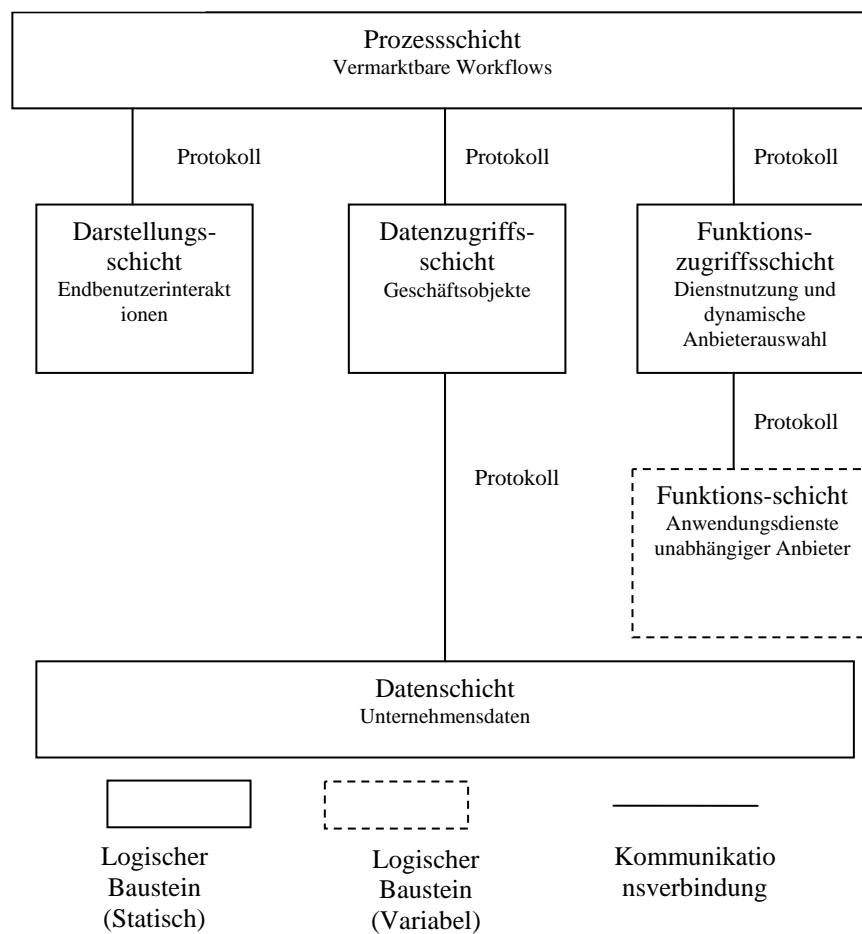 Prozessschicht
Vermarktbare Workflows
Protokoll
Protokoll
Protokoll
Darstellungs-
schicht
Endbenutzerinterakt
ionen
Datenzugriffs-
schicht
Geschäftsobjekte
Funktions-
zugriffsschicht
Dienstnutzung und
dynamische
Anbieterauswahl
Protokoll
Protokoll
Funktions-schicht
Anwendungsdienste
unabhängiger Anbieter
Datenschicht
Unternehmensdaten
Logischer
Baustein
(Statisch)
Logischer
Baustein
(Variabel)
Kommunikatio
nsverbindung